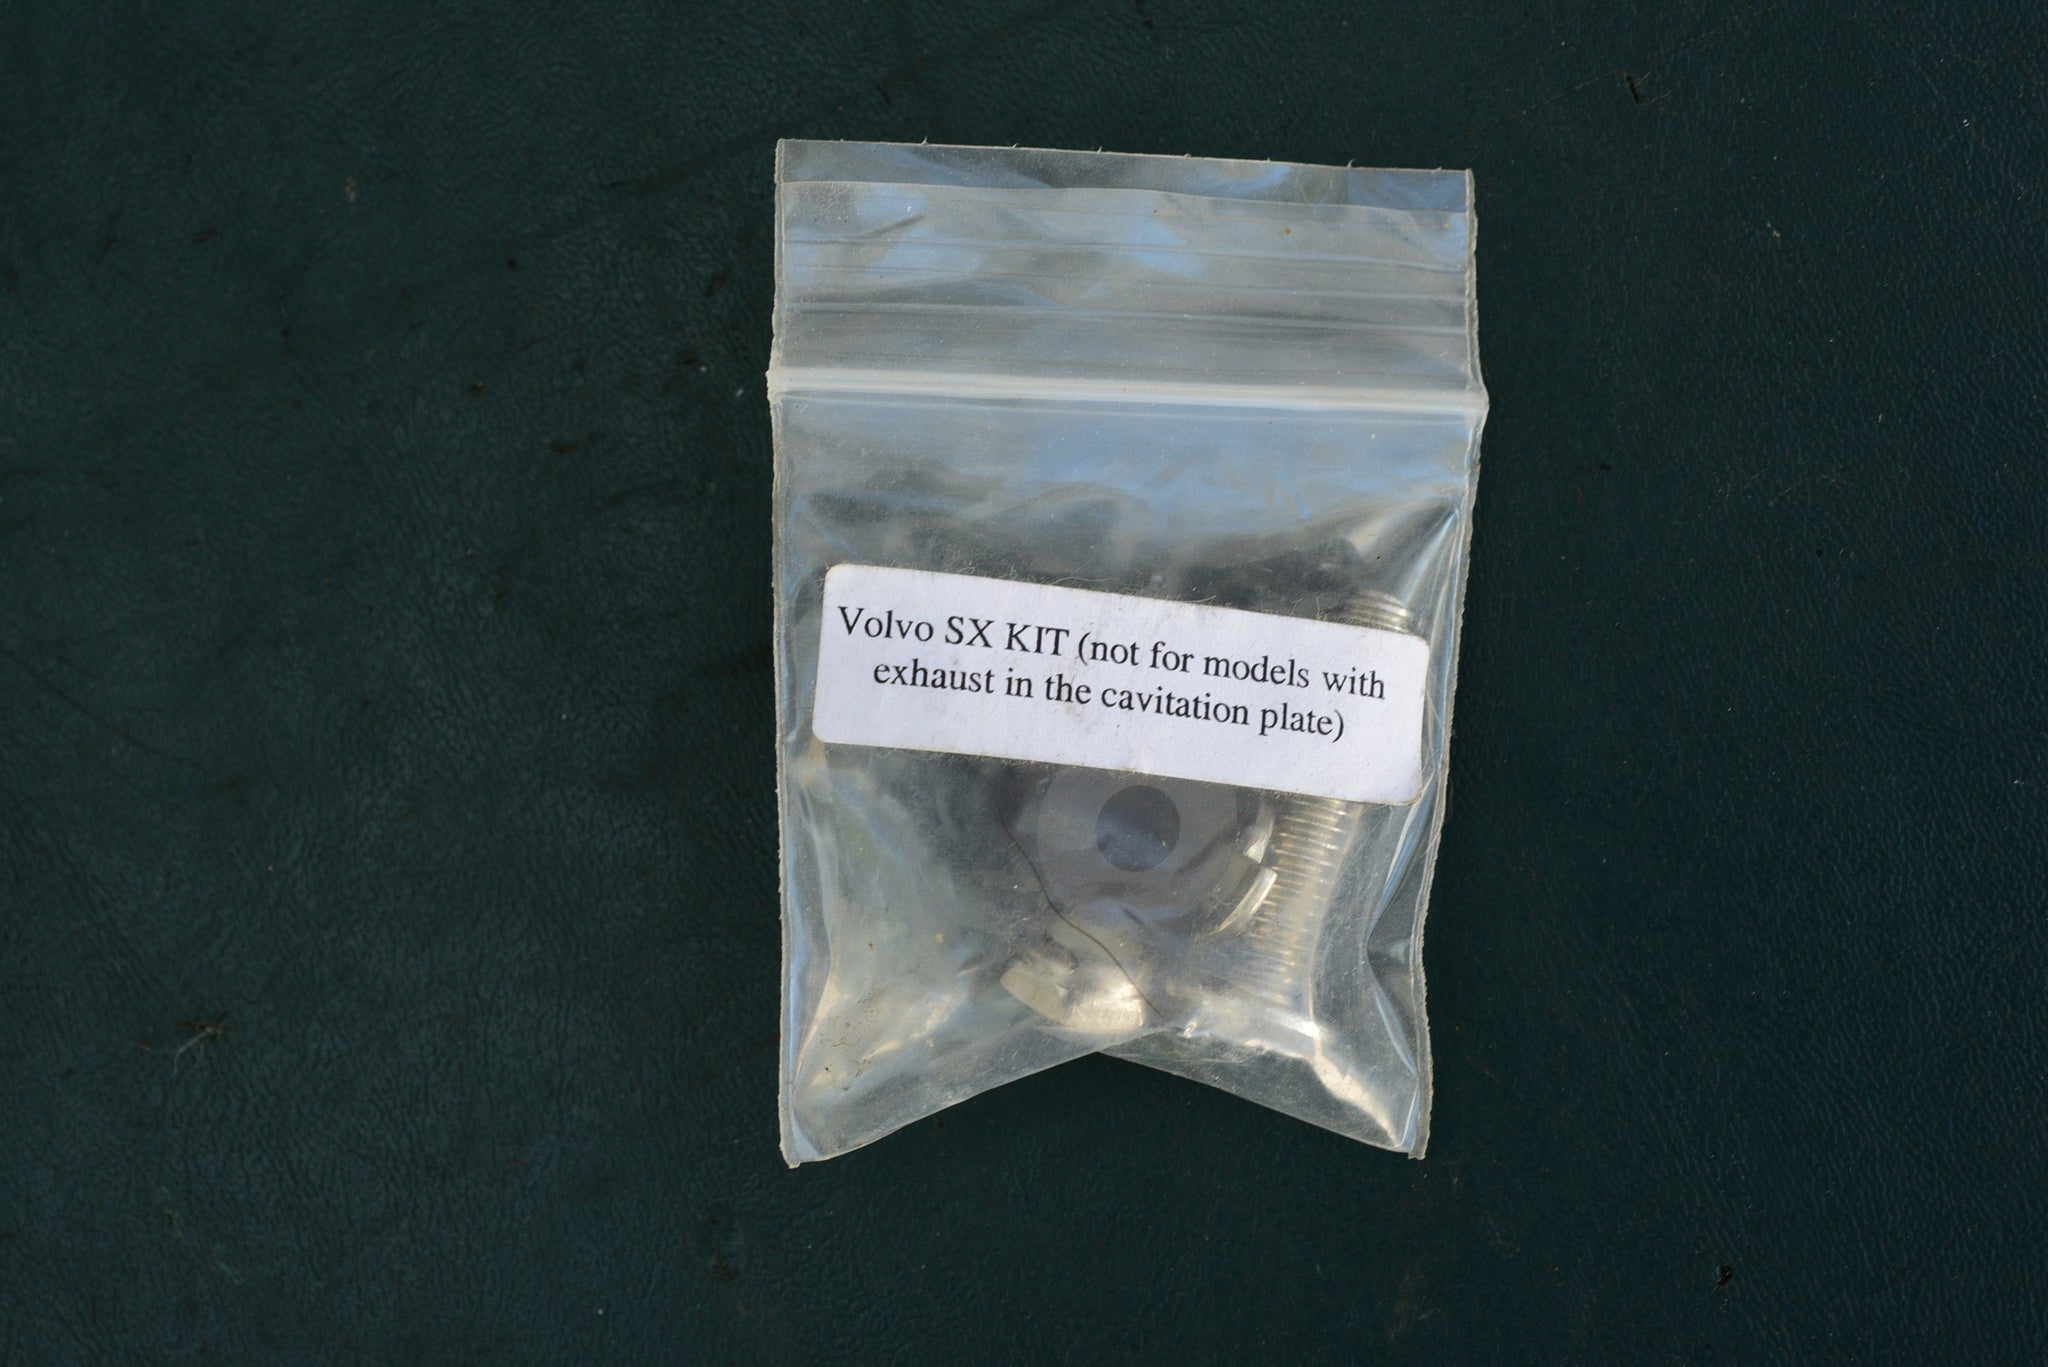 Volvo SX KIT (not for models with
exhaust in the cavitation plate)